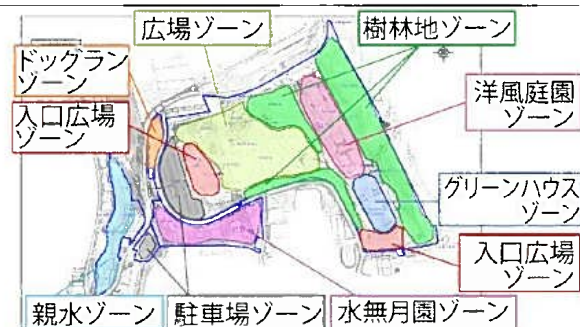 広場ゾーン
樹林地ゾーン
ドッグラン
ゾーン
入口広場
ゾーン
洋風庭園
ゾーン
グリーンハウス
ゾーン
入口広場
ゾーン
親水ゾーン
駐車場ゾーン
水無月園ゾーン